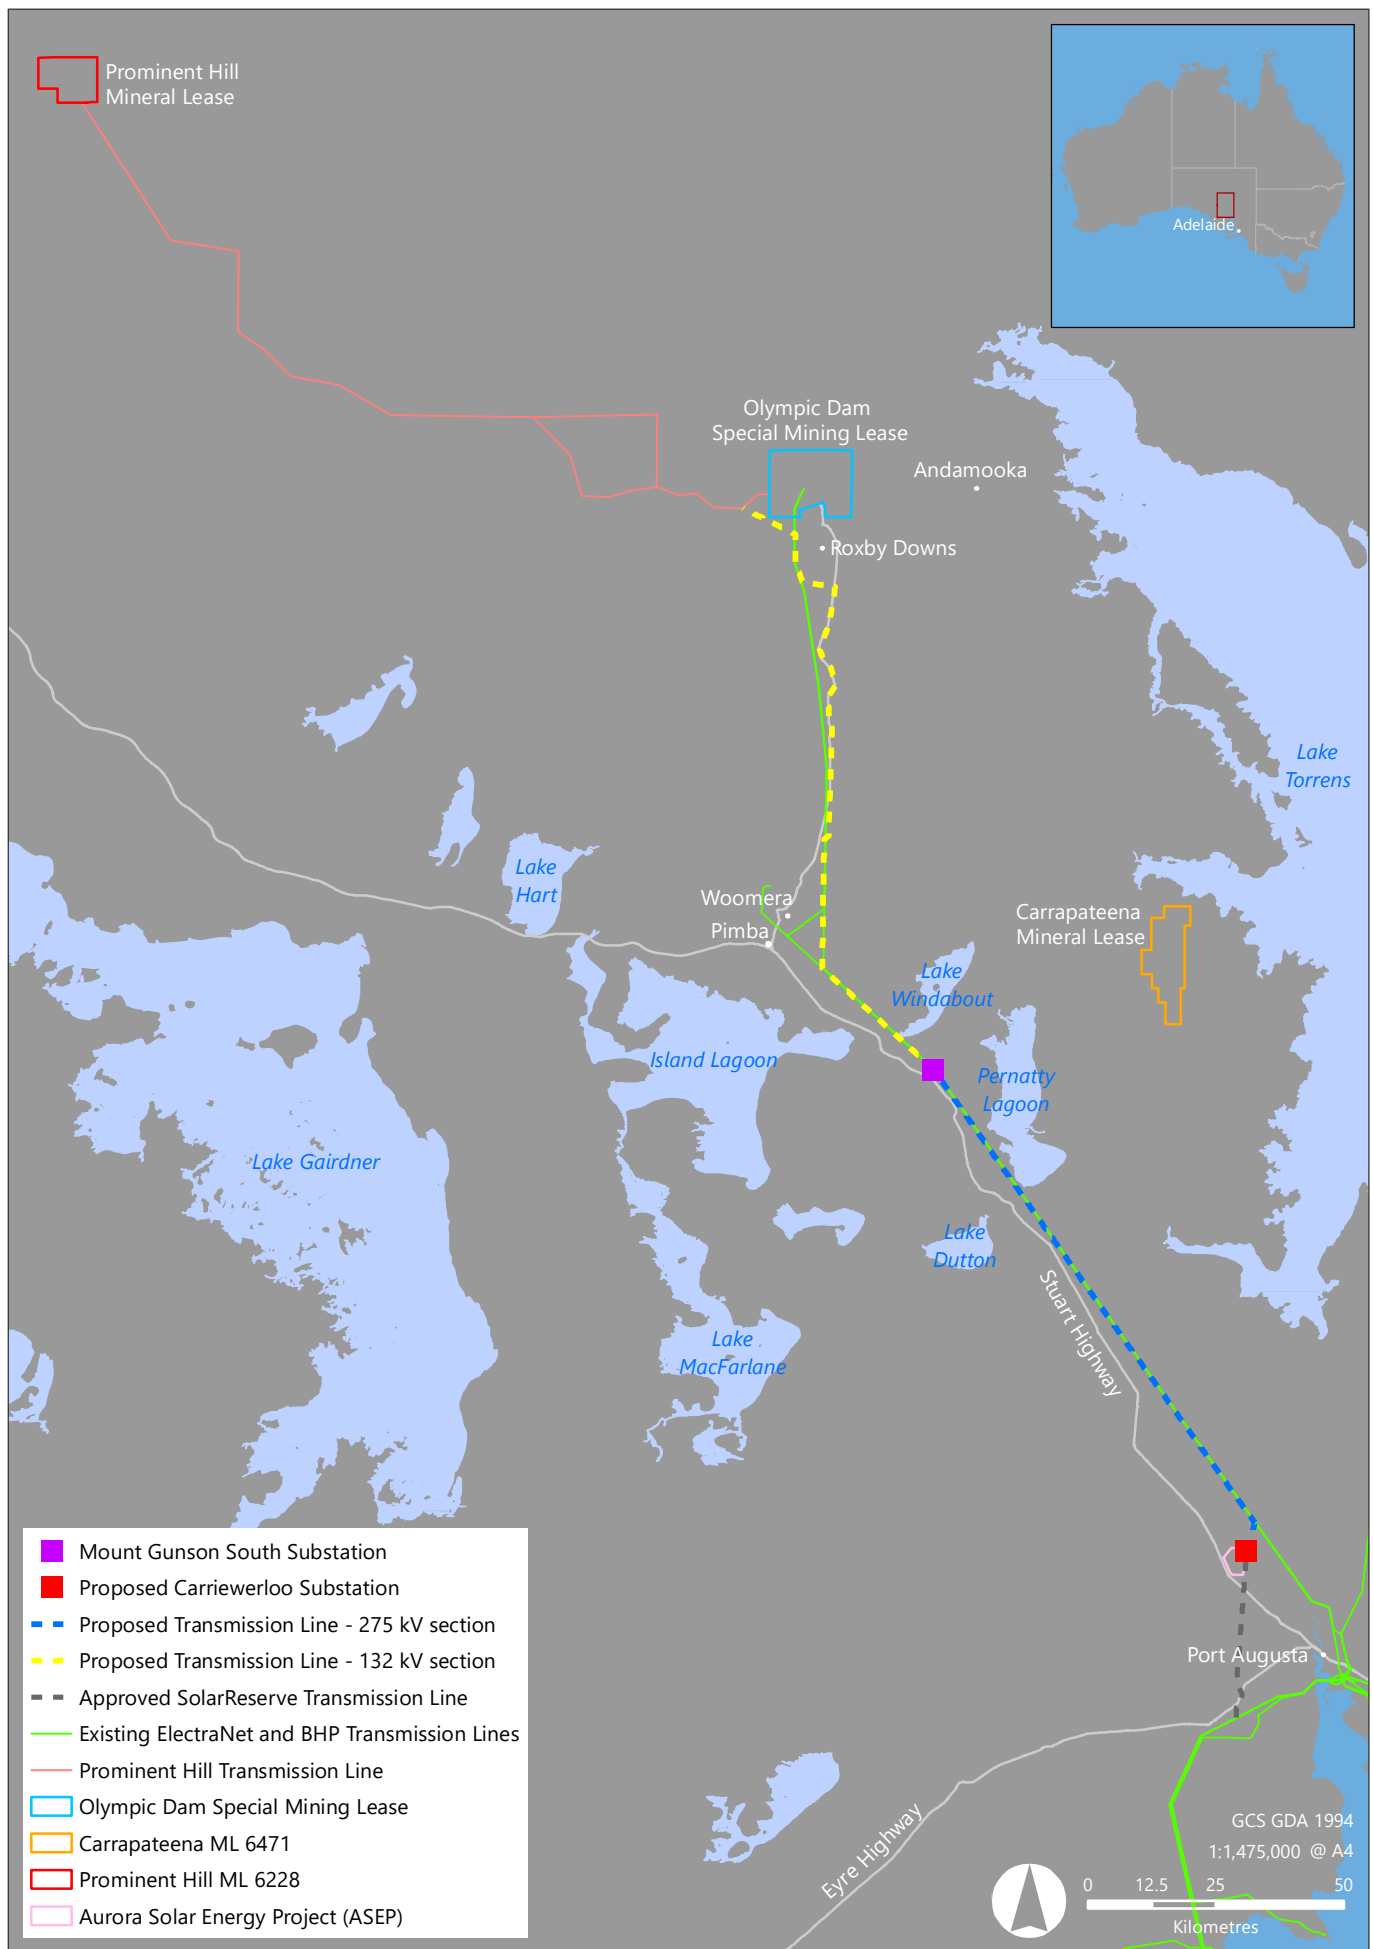 Prominent Hill
Mineral Lease
Adelaide
Olympic Dam
Special Mining Lease
Andamooka
Roxby Downs
Lake
Torrens
Lake
Hart
Woomera
Pimba
Carrapateena
Mineral Lease
Lake
Windabout
Island Lagoon
Pernatty
Lagoon
Lake Gairdner
Lake
Dutton
Stuart Highway
Lake
MacFarlane
Mount Gunson South Substation
Proposed Carriewerloo Substation
Proposed Transmission Line - 275 kV section
Proposed Transmission Line - 132 kV section
Approved SolarReserve Transmission Line
Existing ElectraNet and BHP Transmission Lines
Prominent Hill Transmission Line
Olympic Dam Special Mining Lease
Carrapateena ML 6471
Prominent Hill ML 6228
Aurora Solar Energy Project (ASEP)
Port Augusta
Eyre Highway
GCS GDA 1994
1:1,475,000 @ A4
0 12.5 25 50
Kilometres